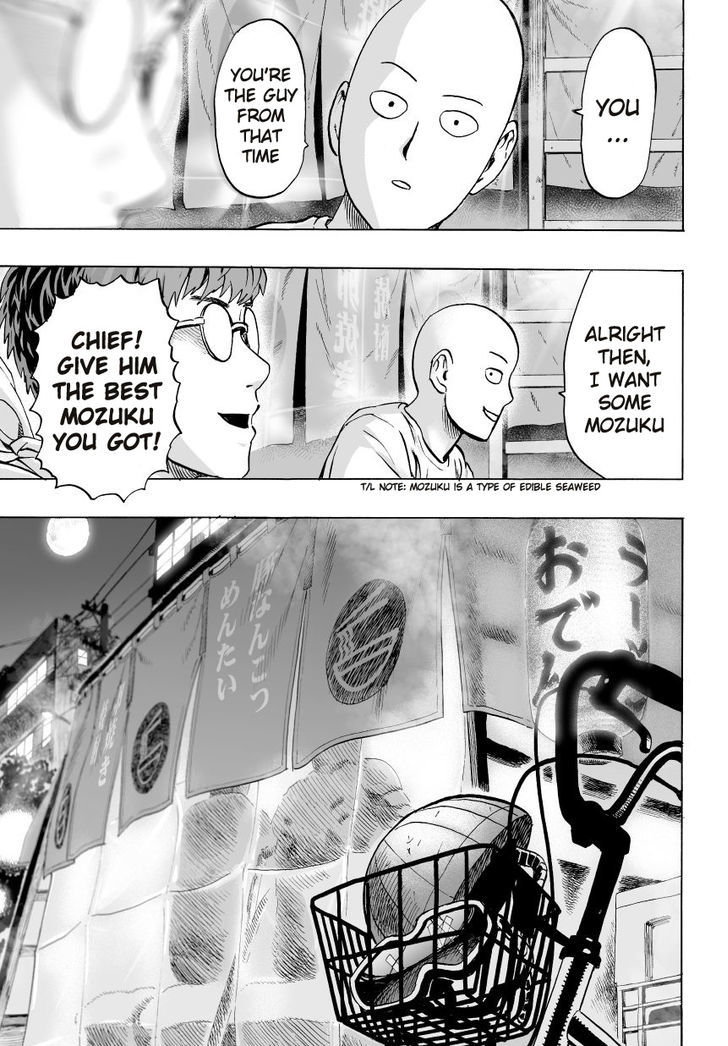 YOU
...
YOU'RE
THE GUY
FROM
THAT
TIME
ALRIGHT
THEN,
I WANT
SOME
MOZUKU
CHIEF!
GIVE HIM
THE BEST
MOZUKU
YOU GOT!
T/L NOTE: MOZUKU IS A TYPE OF EDIBLE SEAWEED
焼酎
おでん
なんこつ
めんたい